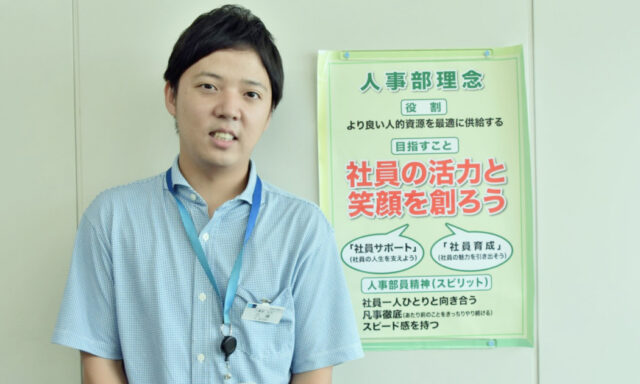 人事部理念
役割
より良い人的資源を最適に供給する
目指すこと
社員の活力と
笑顔を創ろう
「社員サポート」
(社員の人生を支えよう)
「社員育成」
(社員の魅力を引き出そう)
人事部員精神(スピリット)
社員一人ひとりと向き合う
凡事徹底(あたり前のことをきっちりやり続ける)
スピード感を持つ